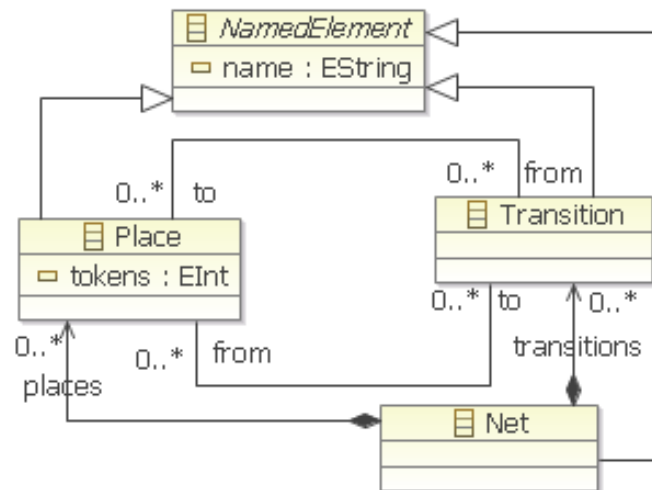 NamedElement
name : EString
0..* to
0..* from
Place
tokens : EInt
Transition
0..* to
0..*
0..*
places
0..* from
transitions
Net